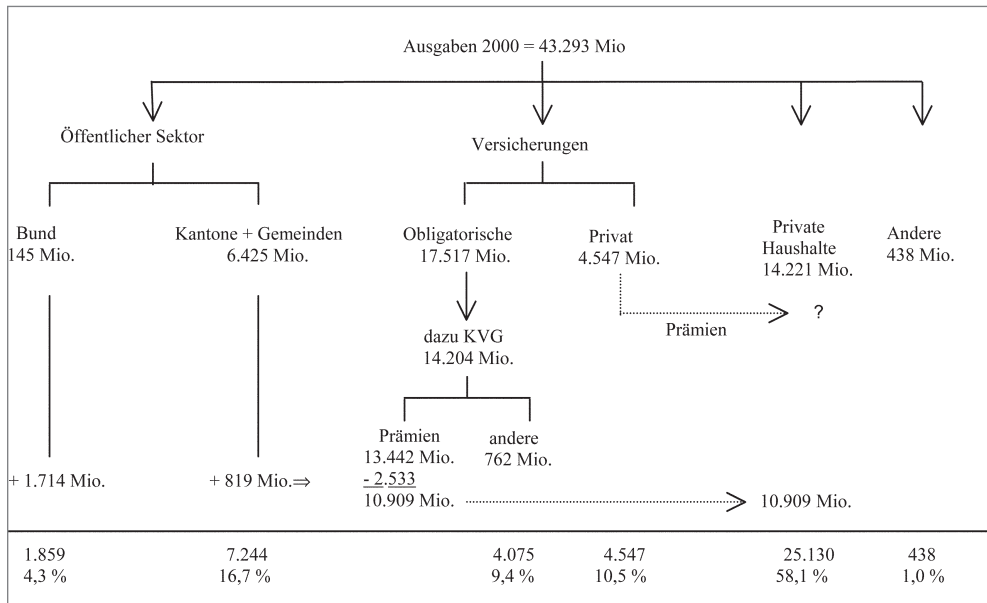 Ausgaben 2000 = 43.293 Mio
Öffentlicher Sektor
Versicherungen
Bund
145 Mio.
Kantone + Gemeinden
6.425 Mio.
Obligatorische
17.517 Mio.
Privat
4.547 Mio.
Private
Haushalte
14.221 Mio.
Andere
438 Mio.
Prämien
?
dazu KVG
14.204 Mio.
Prämien
13.442 Mio.
- 2.533
10.909 Mio.
andere
762 Mio.
+ 1.714 Mio.
+ 819 Mio.⇒
10.909 Mio.
1.859 7.244 4.075 4.547 25.130 438
4,3 % 16,7 % 9,4 % 10,5 % 58,1 % 1,0 %